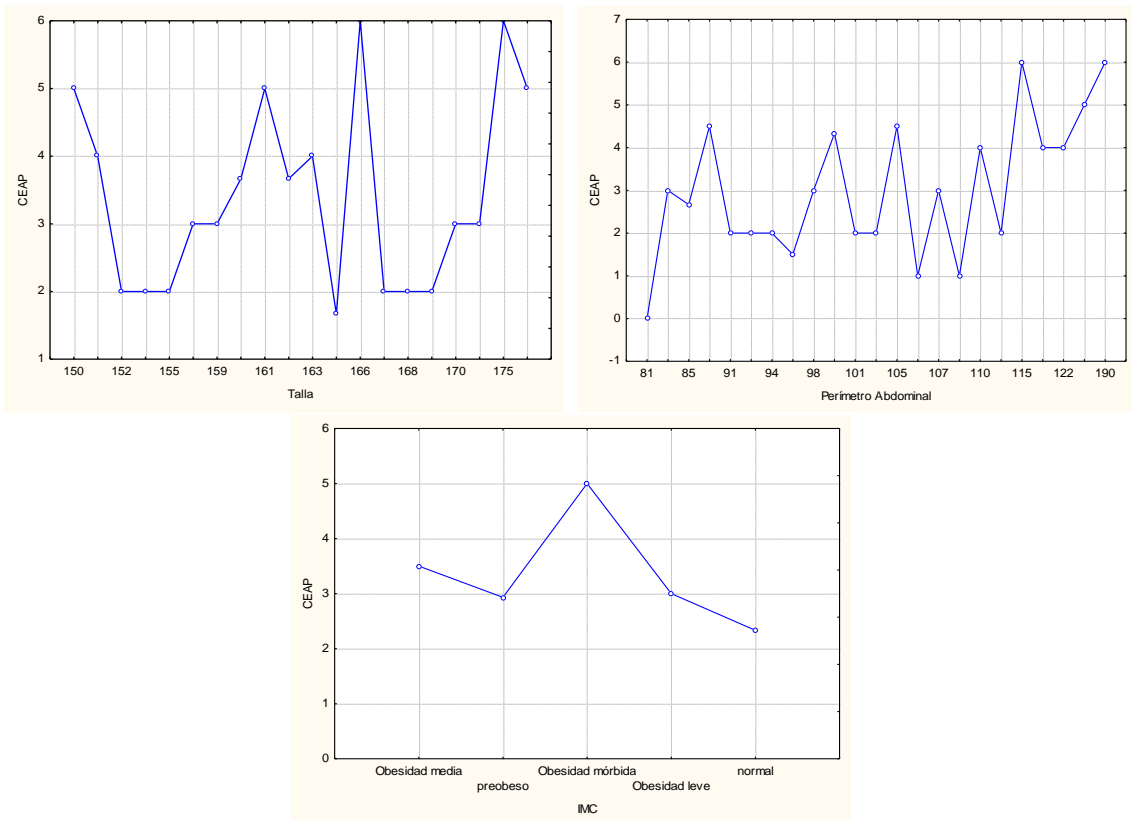 6
5
4
3
2
1
CEAP
150 152 155 159 161 163 166 168 170 175
Talla
7
6
5
4
3
2
1
0
-1
CEAP
81 85 91 94 98 101 105 107 110 115 122 190
Perímetro Abdominal
6
5
4
3
2
1
0
CEAP
Obesidad media Obesidad mórbida normal
preobeso Obesidad leve
IMC